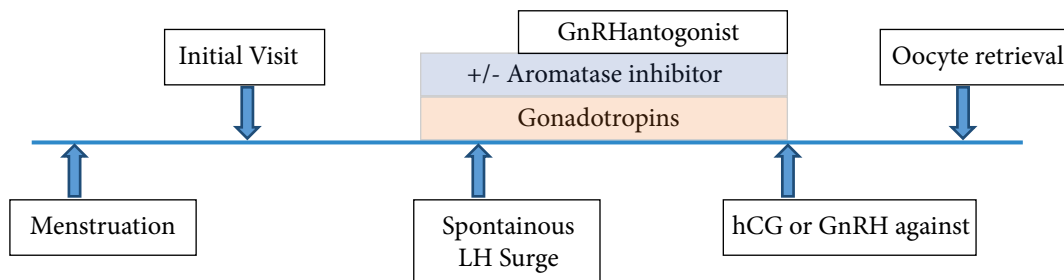 GnRHantogonist
Initial Visit
+/- Aromatase inhibitor
Oocyte retrieval
Gonadotropins
Menstruation
Spontainous
LH Surge
hCG or GnRH against